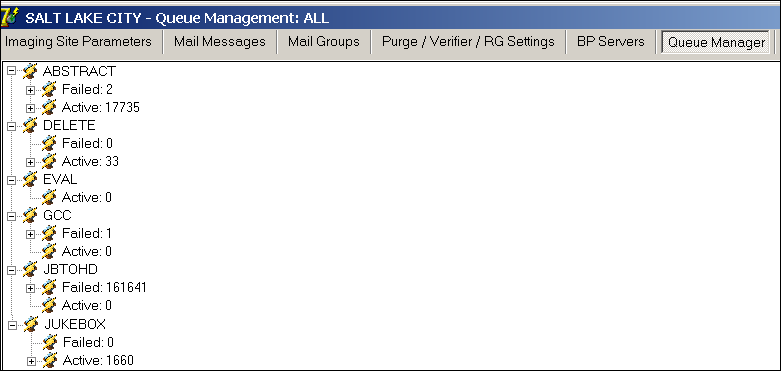 SALT LAKE CITY - Queue Management: ALL
Imaging Site Parameters Mail Messages Mail Groups Purge / Verifier / RG Settings BP Servers Queue Manager
ABSTRACT
Failed: 2
Active: 17735
DELETE
Failed: 0
Active: 33
EVAL
Active: 0
GCC
Failed: 1
Active: 0
JBTOHD
Failed: 161641
Active: 0
JUKEBOX
Failed: 0
Active: 1660